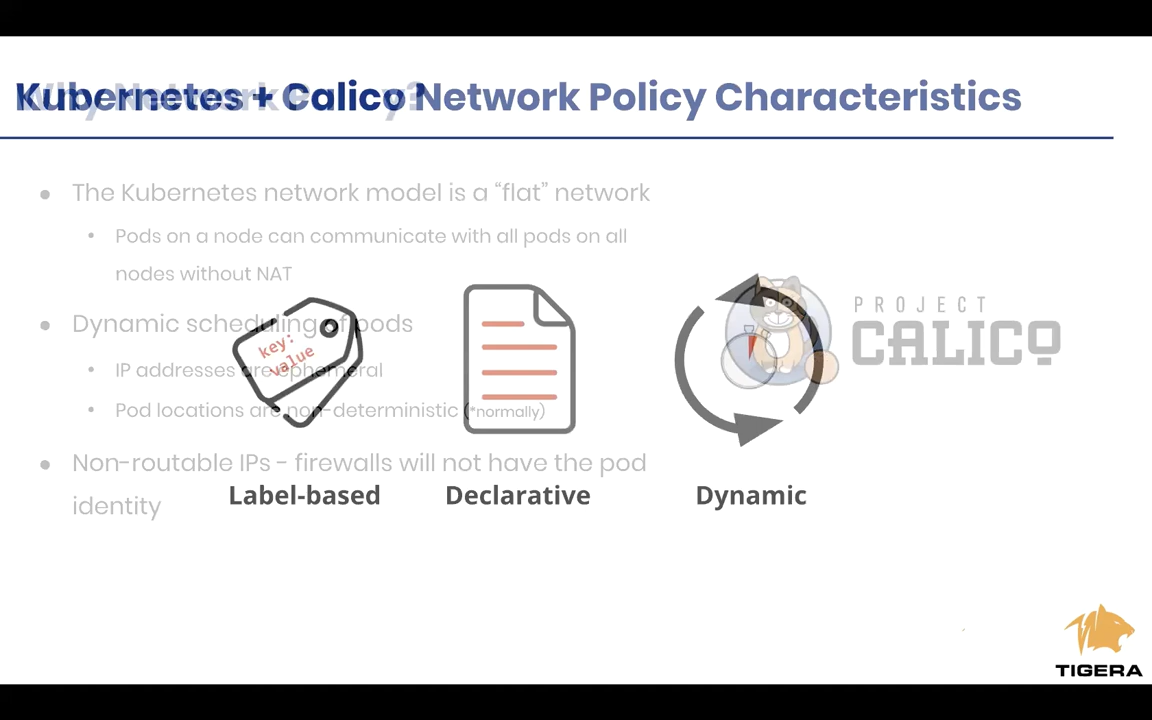 Why Network Policy?
Kubernetes + Calico Network Policy Characteristics
The Kubernetes network model is a “flat” network
Pods on a node can communicate with all pods on all
nodes without NAT
Dynamic scheduling of pods
IP addresses are ephemeral
Pod locations are non-deterministic (*normally)
Non-routable IPs - firewalls will not have the pod
identity
key:
value
Label-based
Declarative
Dynamic
PROJECT
CALICO
TIGERA